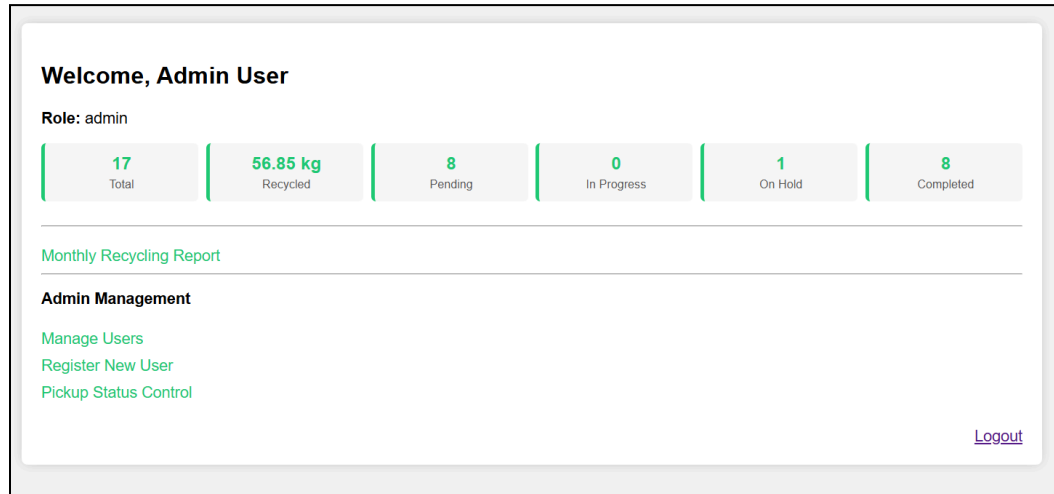 Welcome, Admin User
Role: admin
17
Total
56.85 kg
Recycled
8
Pending
0
In Progress
1
On Hold
8
Completed
Monthly Recycling Report
Admin Management
Manage Users
Register New User
Pickup Status Control
Logout